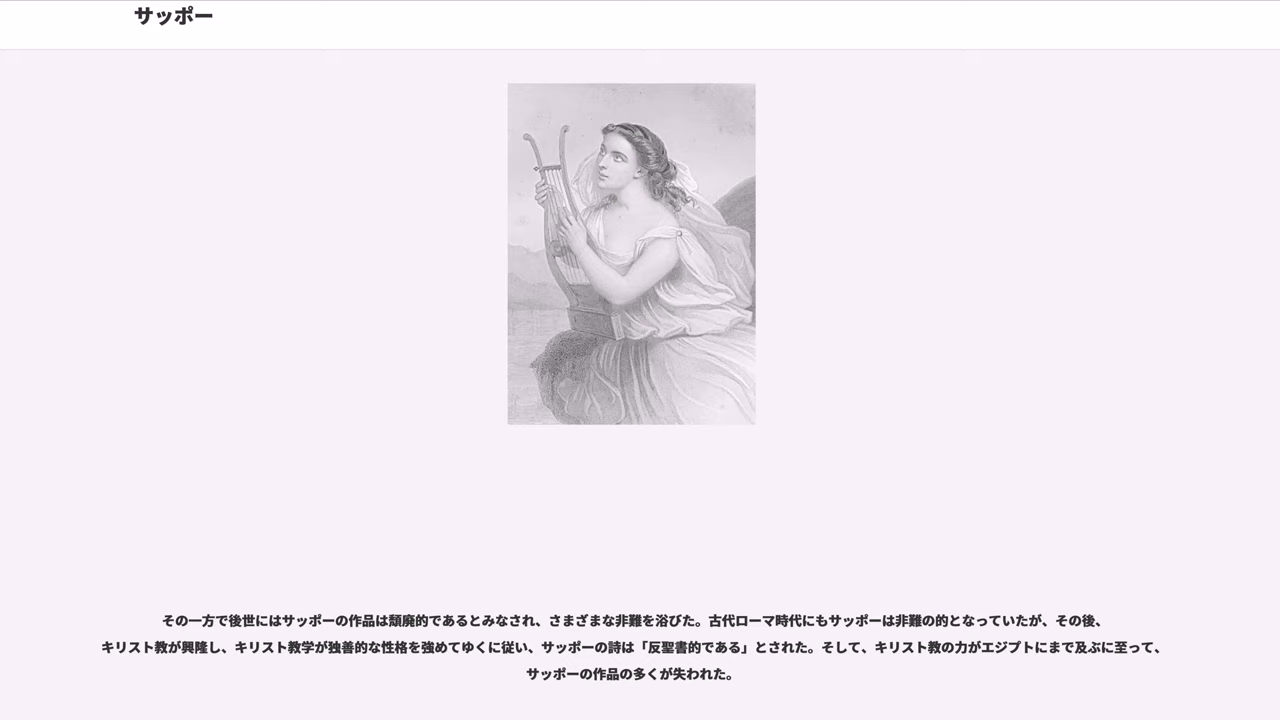 サッポー
その一方で後世にはサッポーの作品は頽廃的であるとみなされ、さまざまな非難を浴びた。古代ローマ時代にもサッポーは非難の的となっていたが、その後、
キリスト教が興隆し、キリスト教学が独善的な性格を強めてゆくに従い、サッポーの詩は「反聖書的である」とされた。そして、キリスト教の力がエジプトにまで及ぶに至って、
サッポーの作品の多くが失われた。